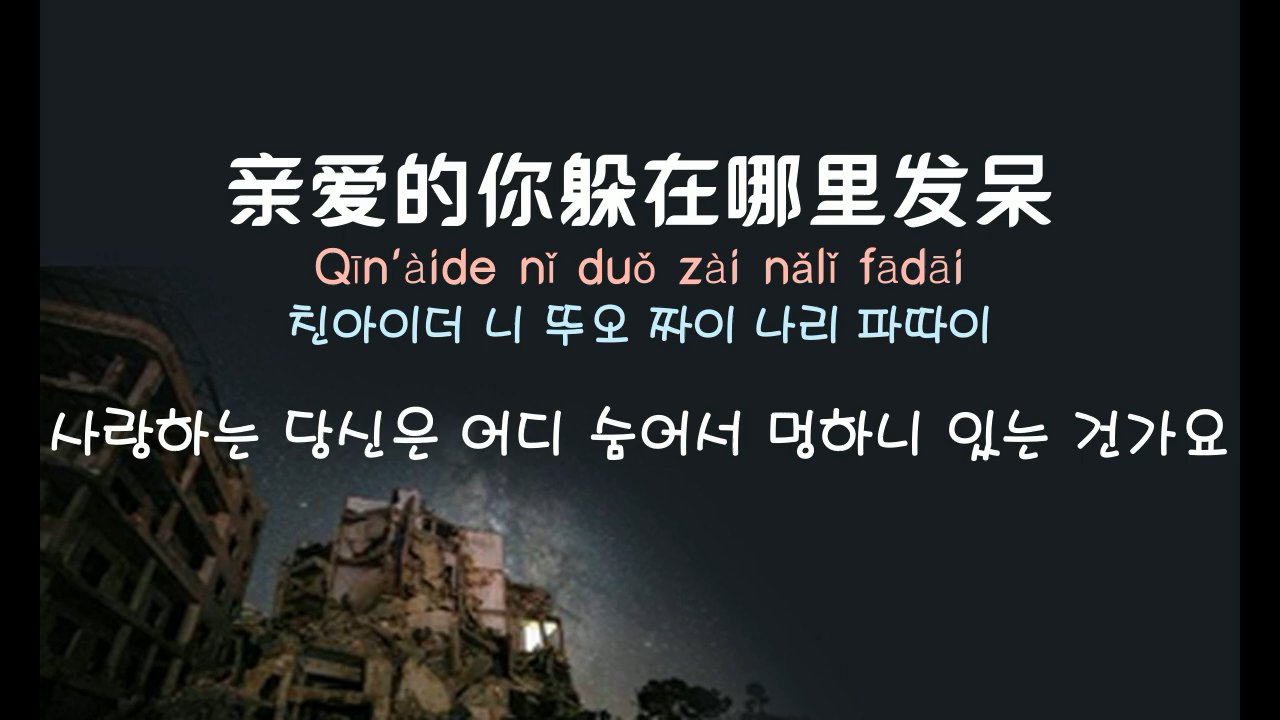 亲爱的你躲在哪里发呆
Qīn'àide nǐ duǒ zài nǎlǐ fādāi
친아이더 니 뚜오 짜이 나리 파따이
사랑하는 당신은 어디 숨어서 멍하니 있는 건가요